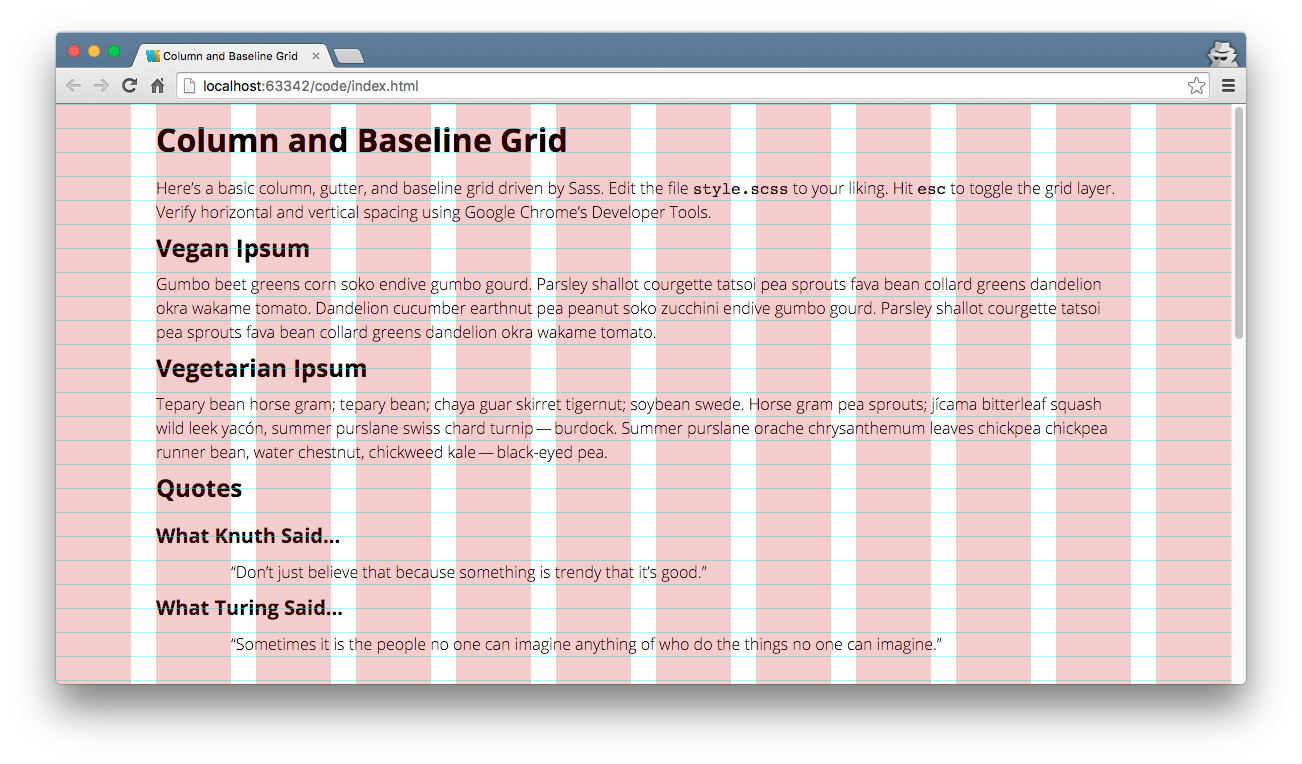 Column and Baseline Grid
localhost:63342/code/index.html
Column and Baseline Grid
Here’s a basic column, gutter, and baseline grid driven by Sass. Edit the file style.scss to your liking. Hit esc to toggle the grid layer.
Verify horizontal and vertical spacing using Google Chrome’s Developer Tools.
Vegan Ipsum
Gumbo beet greens corn soko endive gumbo gourd. Parsley shallot courgette tatsoi pea sprouts fava bean collard greens dandelion
okra wakame tomato. Dandelion cucumber earthnut pea peanut soko zucchini endive gumbo gourd. Parsley shallot courgette tatsoi
pea sprouts fava bean collard greens dandelion okra wakame tomato.
Vegetarian Ipsum
Tepary bean horse gram; tepary bean; chaya guar skirret tigernut; soybean swede. Horse gram pea sprouts; jícama bitterleaf squash
wild leek yacón, summer purslane swiss chard turnip — burdock. Summer purslane orache chrysanthemum leaves chickpea chickpea
runner bean, water chestnut, chickweed kale — black-eyed pea.
Quotes
What Knuth Said…
“Don’t just believe that because something is trendy that it’s good.”
What Turing Said…
“Sometimes it is the people no one can imagine anything of who do the things no one can imagine.”